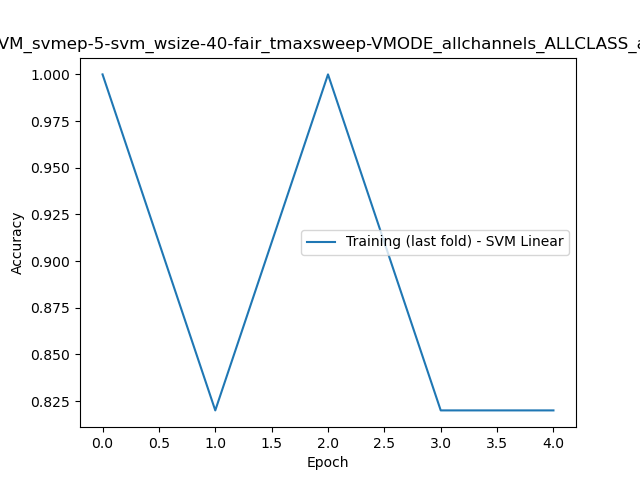 VM_svmep-5-svm_wsize-40-fair_tmaxsweep-VMODE_allchannels_ALLCLASS_a
1.000
0.975
0.950
0.925
0.900
0.875
0.850
0.825
Accuracy
Training (last fold) - SVM Linear
0.0 0.5 1.0 1.5 2.0 2.5 3.0 3.5 4.0
Epoch